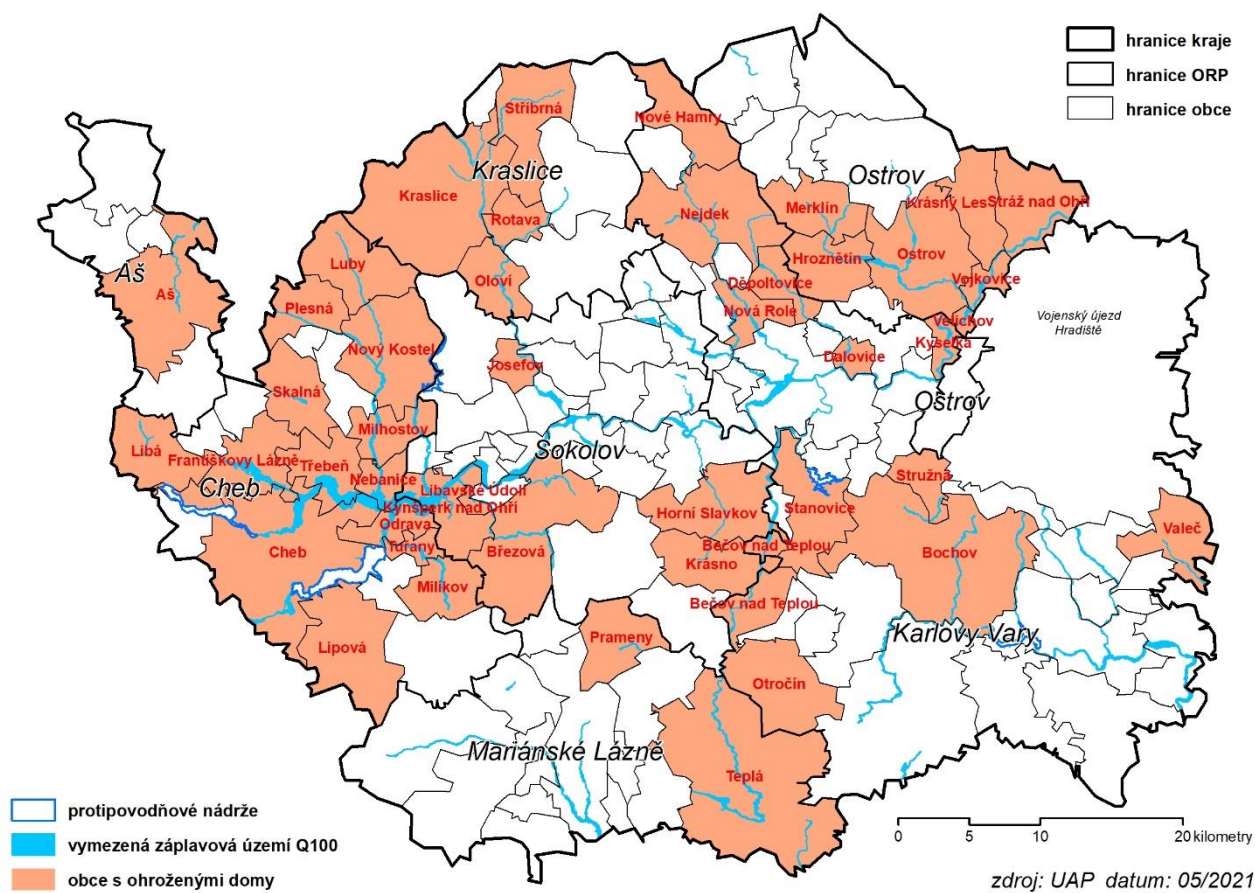 hranice kraje
hranice ORP
hranice obce
Stříbrná
Nové Hamry
Kraslice
Ostrov
Kraslice
Rotava
Nejdek
Merklín
Krásný Les
Stráž nad Ohří
Luby
Oloví
Hroznětín
Ostrov
Aš
Aš
Plesná
Děpoltovice
Vojkovice
Nová Role
Vojenský újezd
Hradiště
Nový Kostel
Velichov
Kyselka
Josefov
Dalovice
Skalná
Ostrov
Milhostov
Libá
Sokolov
Františkovy Lázně
Třebeň
Nebanice
Stružná
Cheb
Libavské Údolí
Kynšperk nad Ohří
Horní Slavkov
Stanovice
Valeč
Odrava
Cheb
Tuřany
Březová
Bečov nad Teplou
Bochov
Krásno
Milíkov
Bečov nad Teplou
Lipová
Prameny
Karlovy Vary
Otročín
Mariánské Lázně
Teplá
protipovodňové nádrže
vymezená záplavová území Q100
obce s ohroženými domy
0 5 10 20 kilometry
zdroj: UAP datum: 05/2021